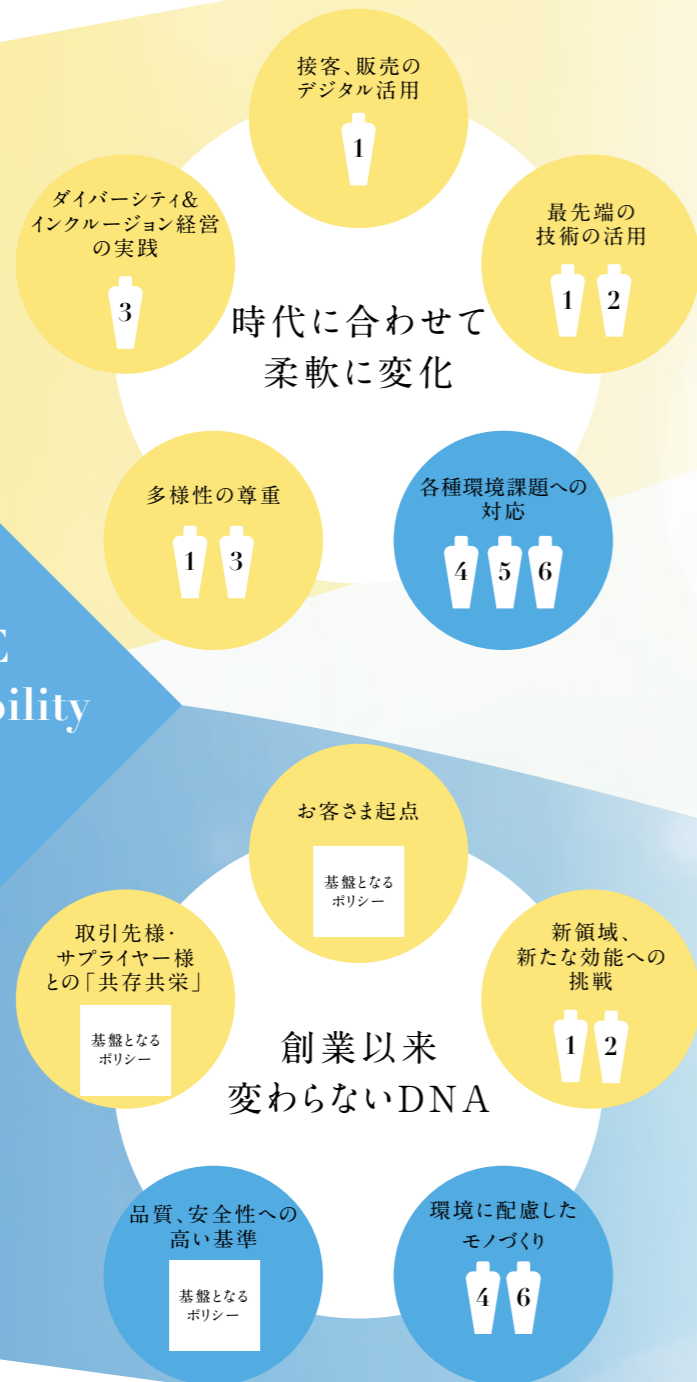 接客、販売の
デジタル活用
1
ダイバーシティ&
インクルージョン経営
の実践
3
最先端の
技術の活用
1 2
時代に合わせて
柔軟に変化
多様性の尊重
1 3
各種環境課題への
対応
4 5 6
bility
お客さま起点
基盤となる
ポリシー
取引先様・
サプライヤー様
との「共存共栄」
基盤となる
ポリシー
新領域、
新たな効能への
挑戦
1 2
創業以来
変わらないDNA
品質、安全性への
高い基準
基盤となる
ポリシー
環境に配慮した
モノづくり
4 6